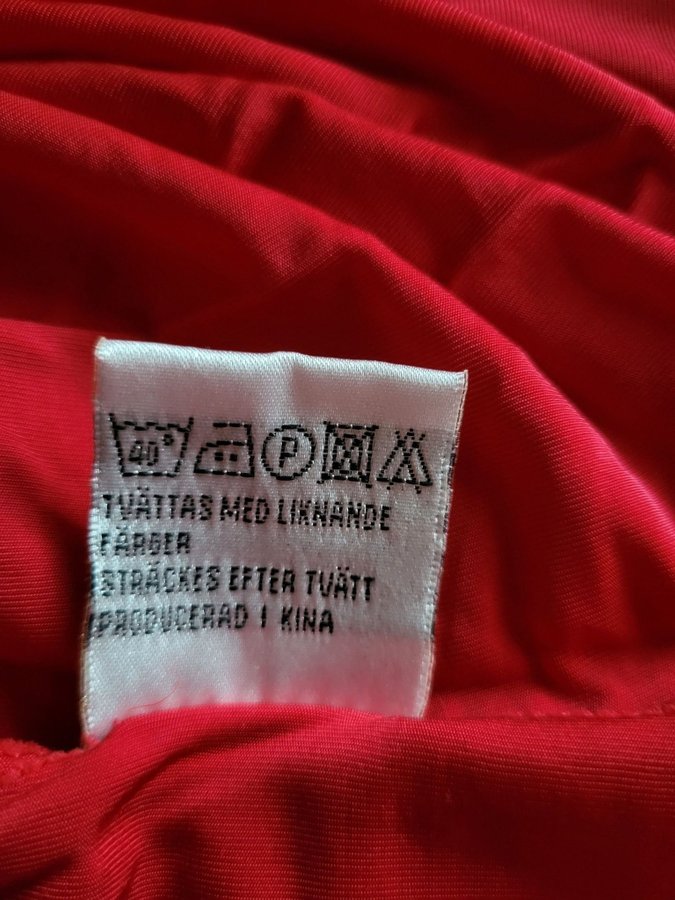 40°
P
TVÄTTAS MED LIKNANDE
FÄRGER
STRÄCKES EFTER TVÄTT
PRODUCERAD I KINA